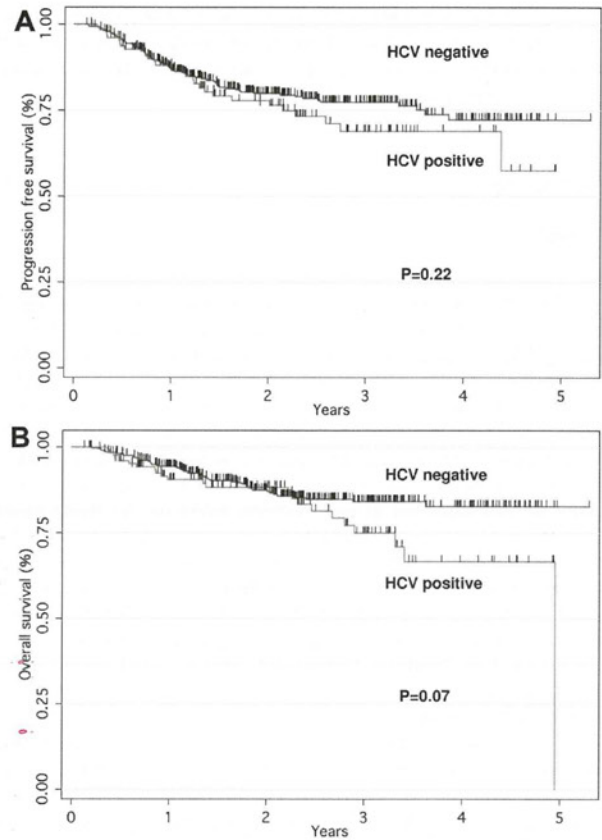 A
HCV negative
HCV positive
P=0.22
Progression free survival (%)
1.00
0.75
0.50
0.25
0.00
0 1 2 3 4 5
Years
B
HCV negative
HCV positive
P=0.07
Overall survival (%)
1.00
0.75
0.50
0.25
0.00
0 1 2 3 4 5
Years